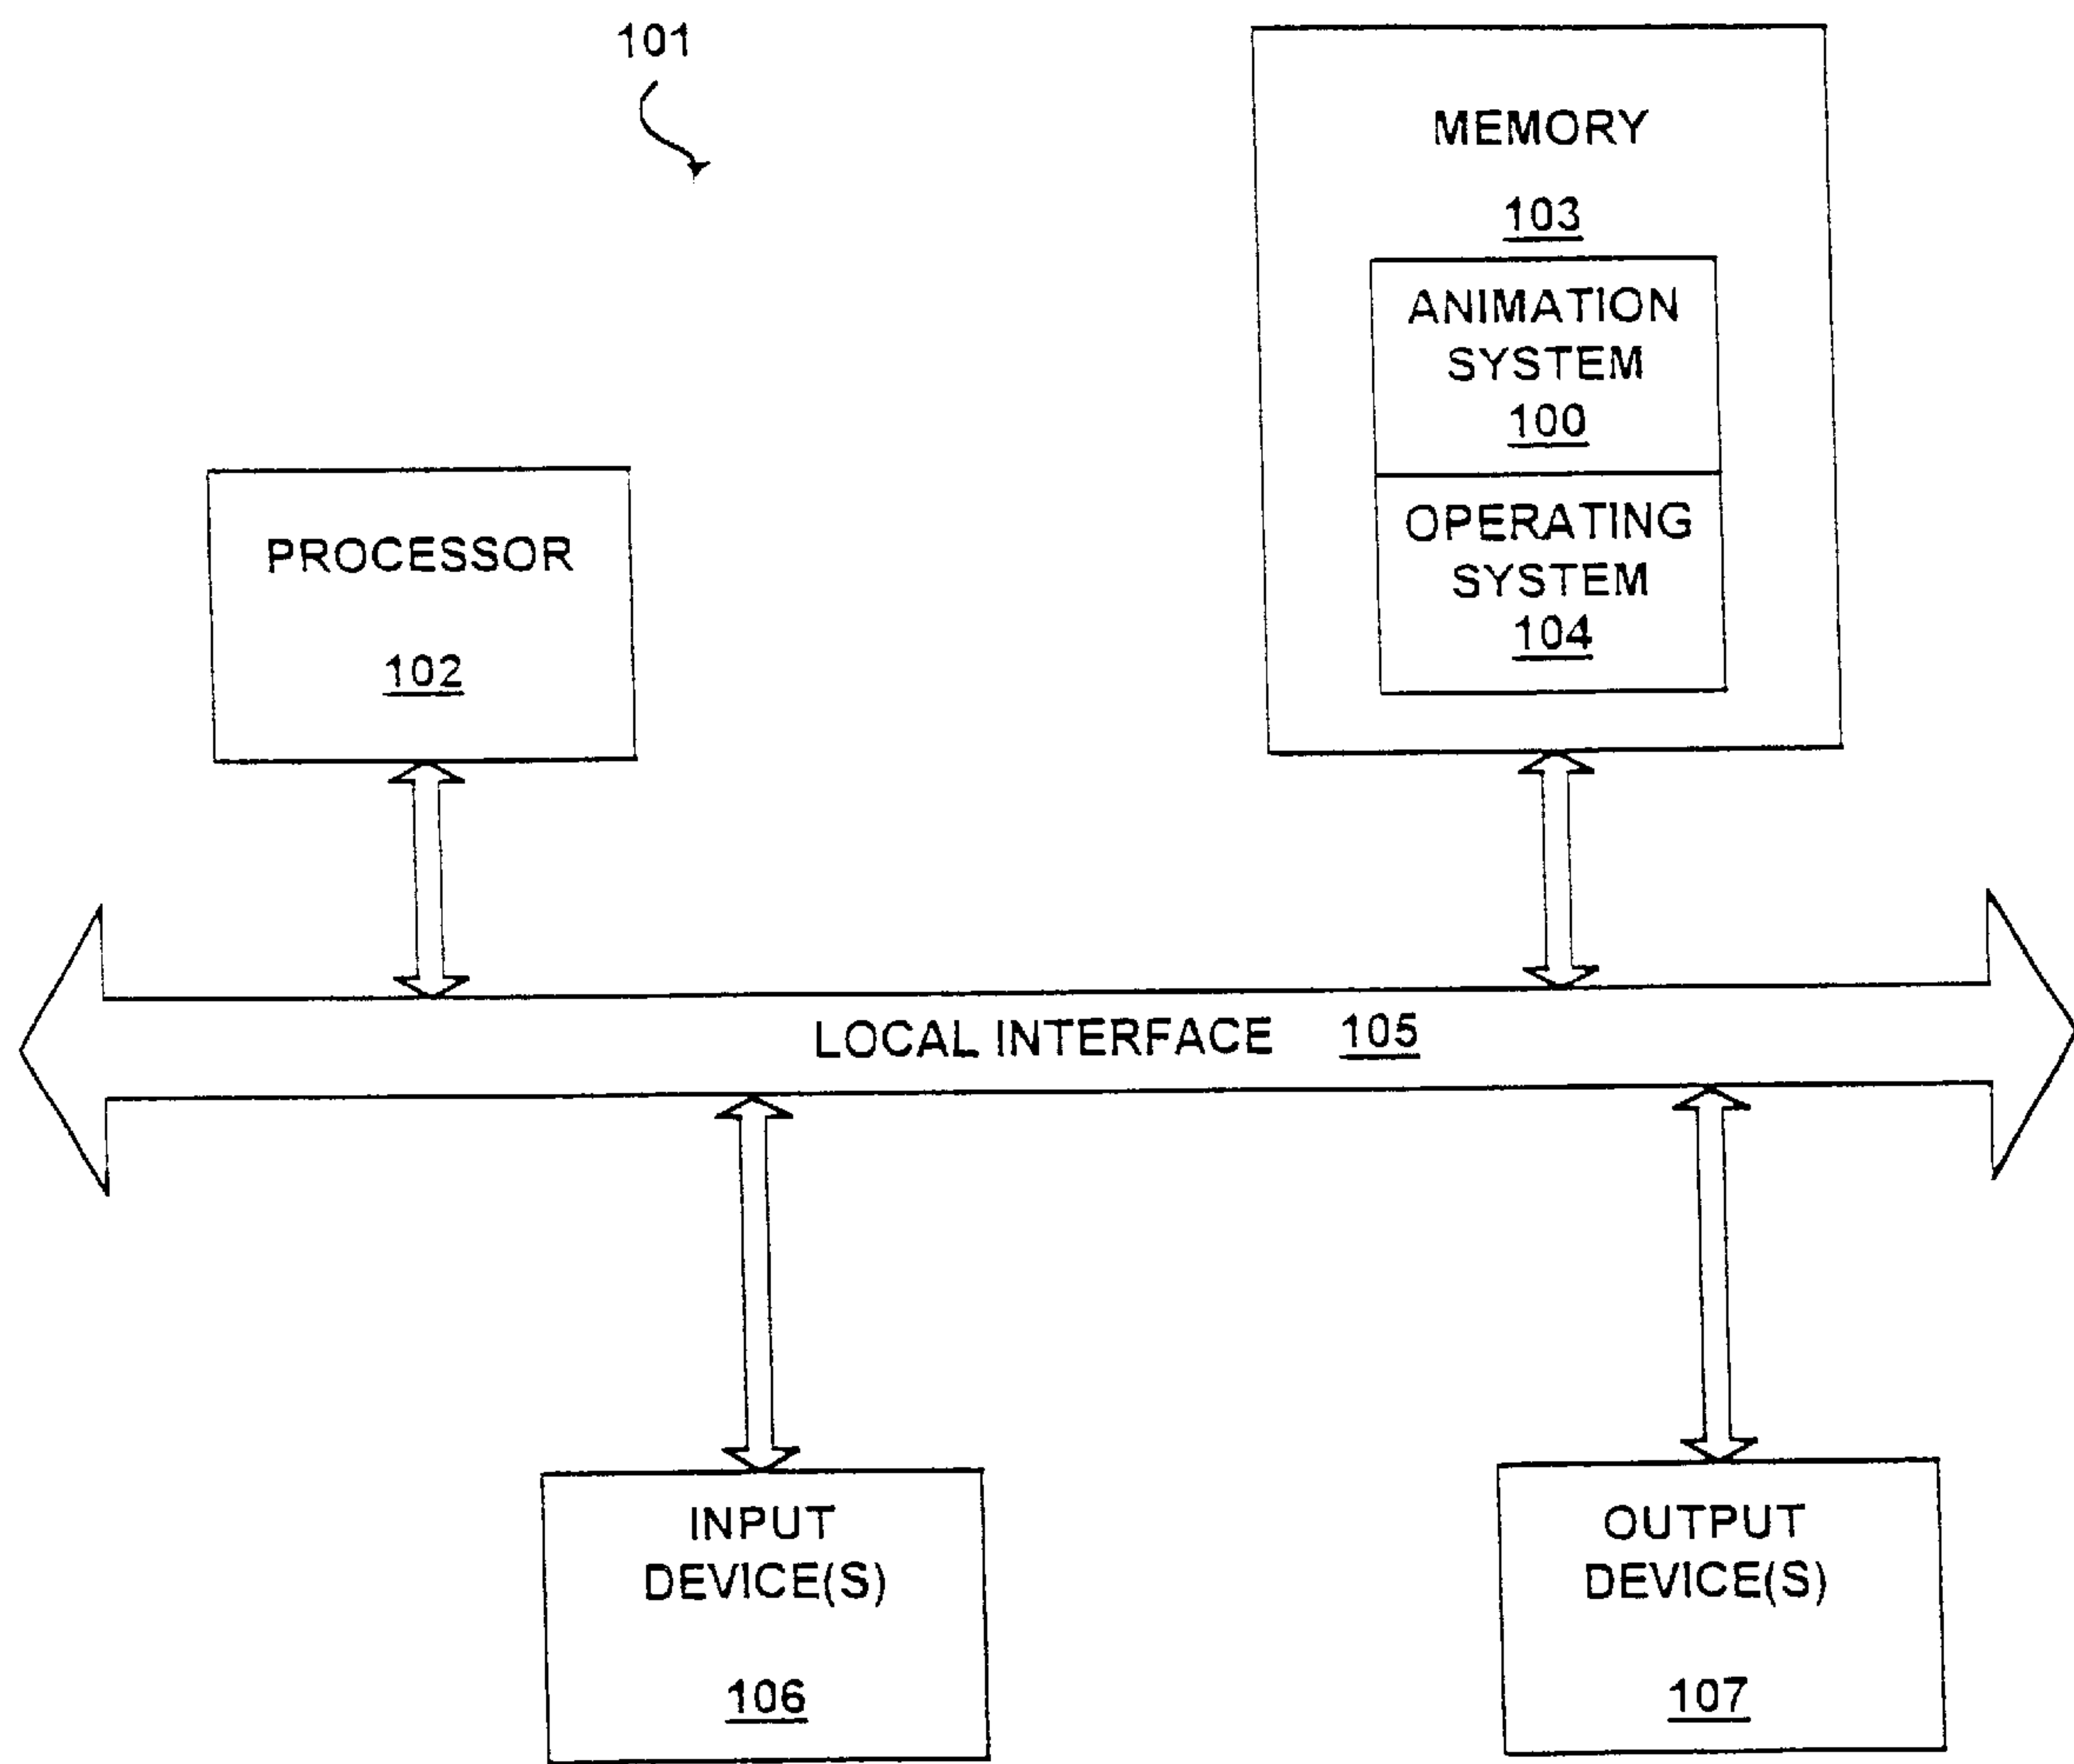 101
MEMORY
103
ANIMATION
SYSTEM
100
OPERATING
SYSTEM
104
PROCESSOR
102
LOCAL INTERFACE 105
INPUT
DEVICE(S)
106
OUTPUT
DEVICE(S)
107